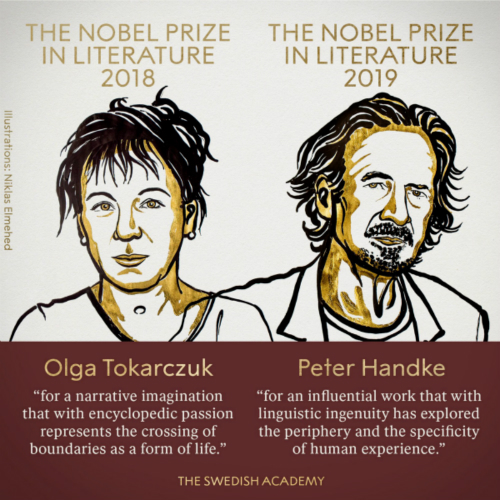 THE NOBEL PRIZE
IN LITERATURE
2018
THE NOBEL PRIZE
IN LITERATURE
2019
Illustrations: Niklas Elmehed
Olga Tokarczuk
“for a narrative imagination
that with encyclopedic passion
represents the crossing of
boundaries as a form of life.”
Peter Handke
“for an influential work that with
linguistic ingenuity has explored
the periphery and the specificity
of human experience.”
THE SWEDISH ACADEMY